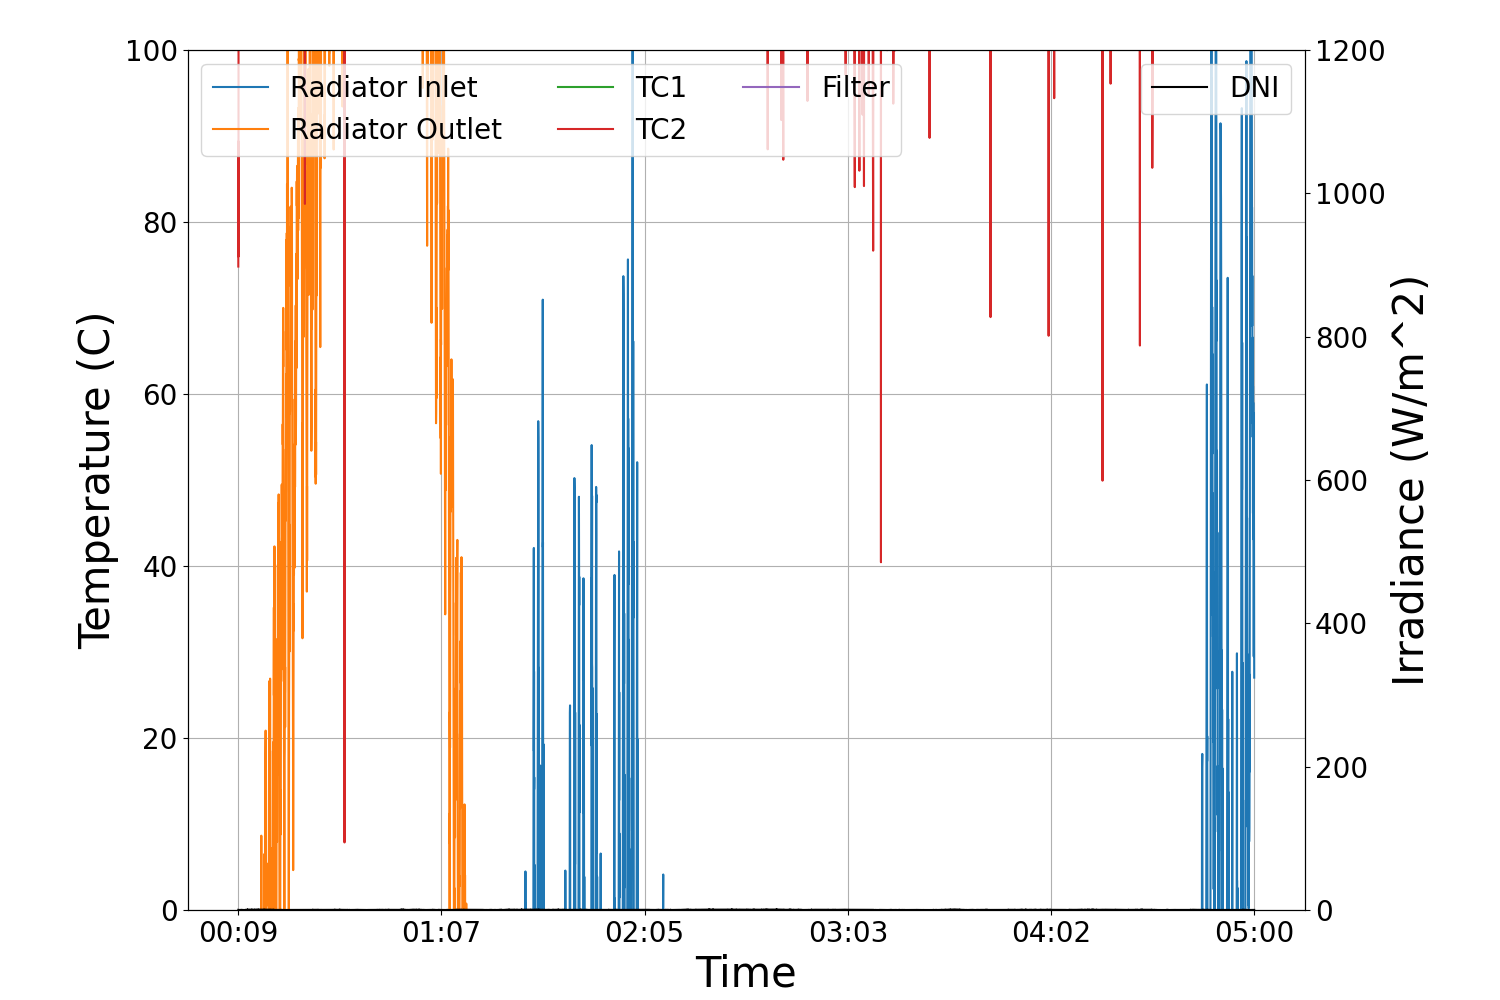 Radiator Inlet
Radiator Outlet
TC1
TC2
Filter
DNI
Temperature (C)
100
80
60
40
20
0
Irradiance (W/m^2)
1200
1000
800
600
400
200
0
00:09 01:07 02:05 03:03 04:02 05:00
Time